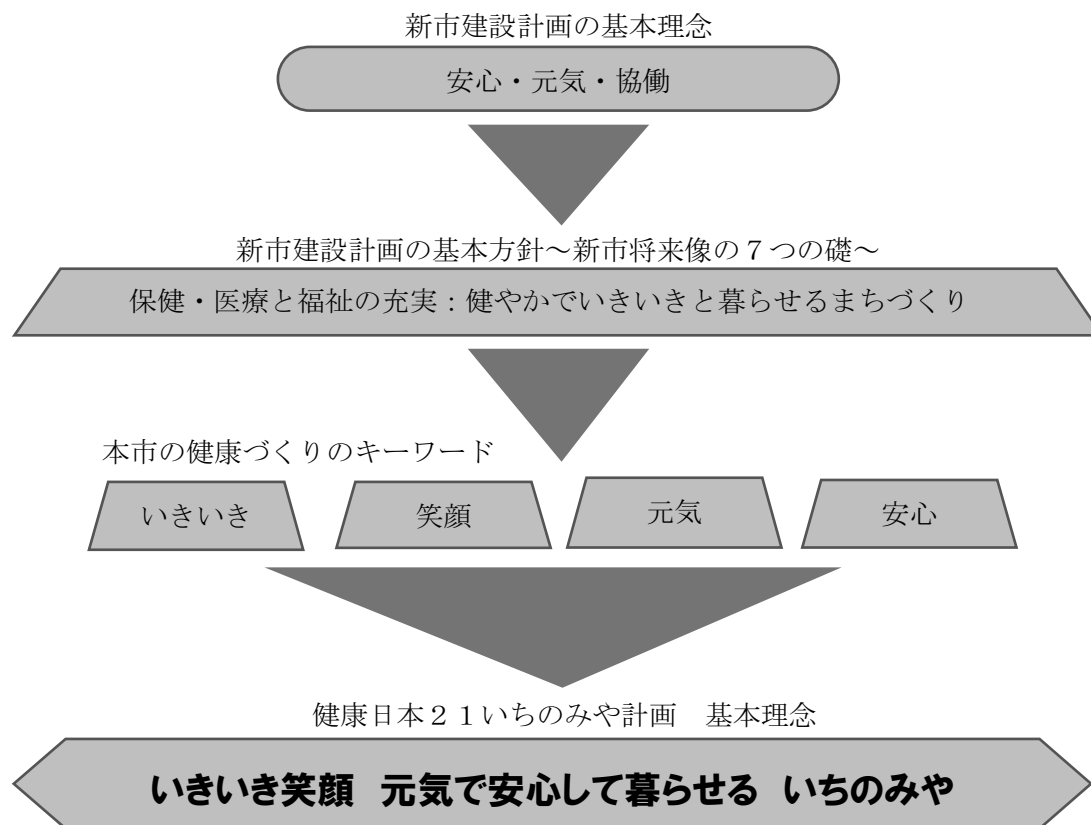 新市建設計画の基本理念
安心・元気・協働
新市建設計画の基本方針～新市将来像の７つの礎～
保健・医療と福祉の充実：健やかでいきいきと暮らせるまちづくり
本市の健康づくりのキーワード
いきいき　笑顔　元気　安心
健康日本２１いちのみや計画　基本理念
いきいき笑顔　元気で安心して暮らせる　いちのみや